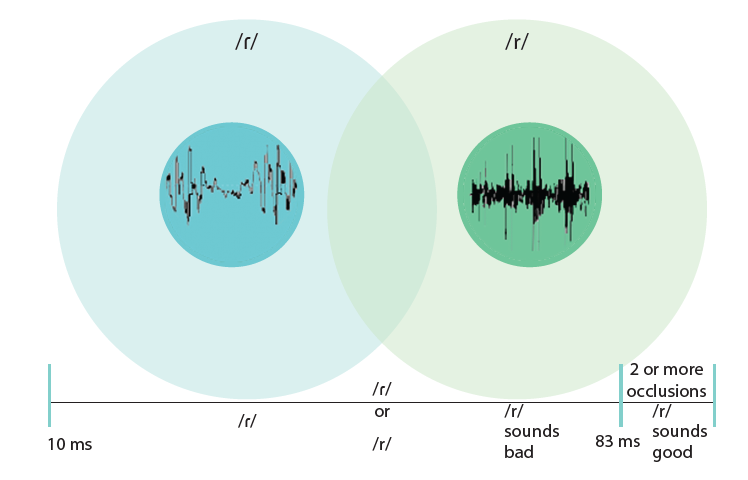 /ɾ/
/r/
2 or more
occlusions
/ɾ/
or
/r/
/ɾ/
/r/
sounds
bad
/r/
sounds
good
10 ms
83 ms